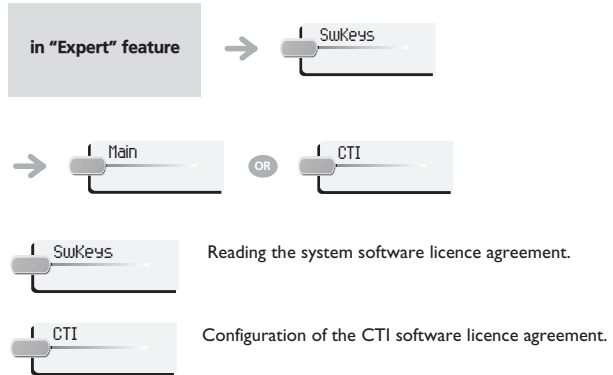 in “Expert” feature
SwKeys
Main
OR
CTI
SwKeys
Reading the system software licence agreement.
CTI
Configuration of the CTI software licence agreement.